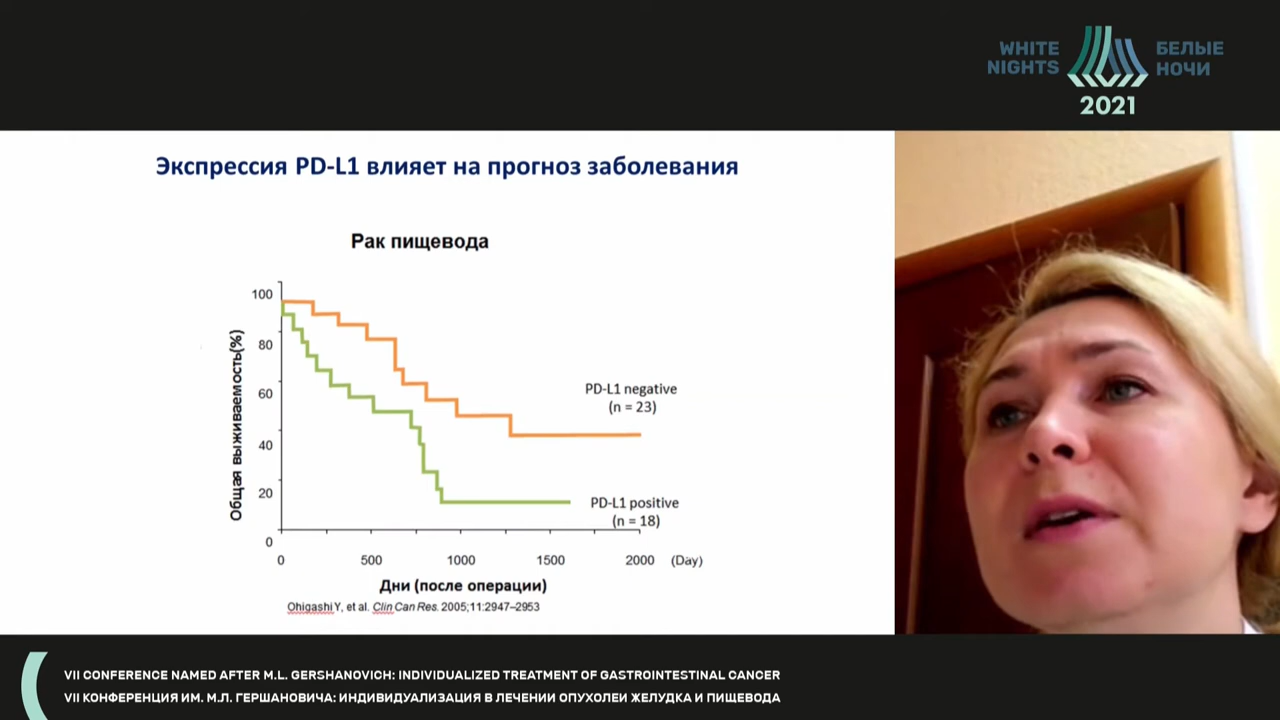 WHITE
NIGHTS
БЕЛЫЕ
НОЧИ
2021
Экспрессия PD-L1 влияет на прогноз заболевания
Рак пищевода
Общая выживаемость(%)
100
80
60
40
20
0
PD-L1 negative
(n = 23)
PD-L1 positive
(n = 18)
0 500 1000 1500 2000 (Day)
Дни (после операции)
Ohigashi Y, et al. Clin Can Res. 2005;11:2947–2953
VII CONFERENCE NAMED AFTER M.L. GERSHANOVICH: INDIVIDUALIZED TREATMENT OF GASTROINTESTINAL CANCER
VII КОНФЕРЕНЦИЯ ИМ. М.Л. ГЕРШАНОВИЧА: ИНДИВИДУАЛИЗАЦИЯ В ЛЕЧЕНИИ ОПУХОЛЕЙ ЖЕЛУДКА И ПИЩЕВОДА